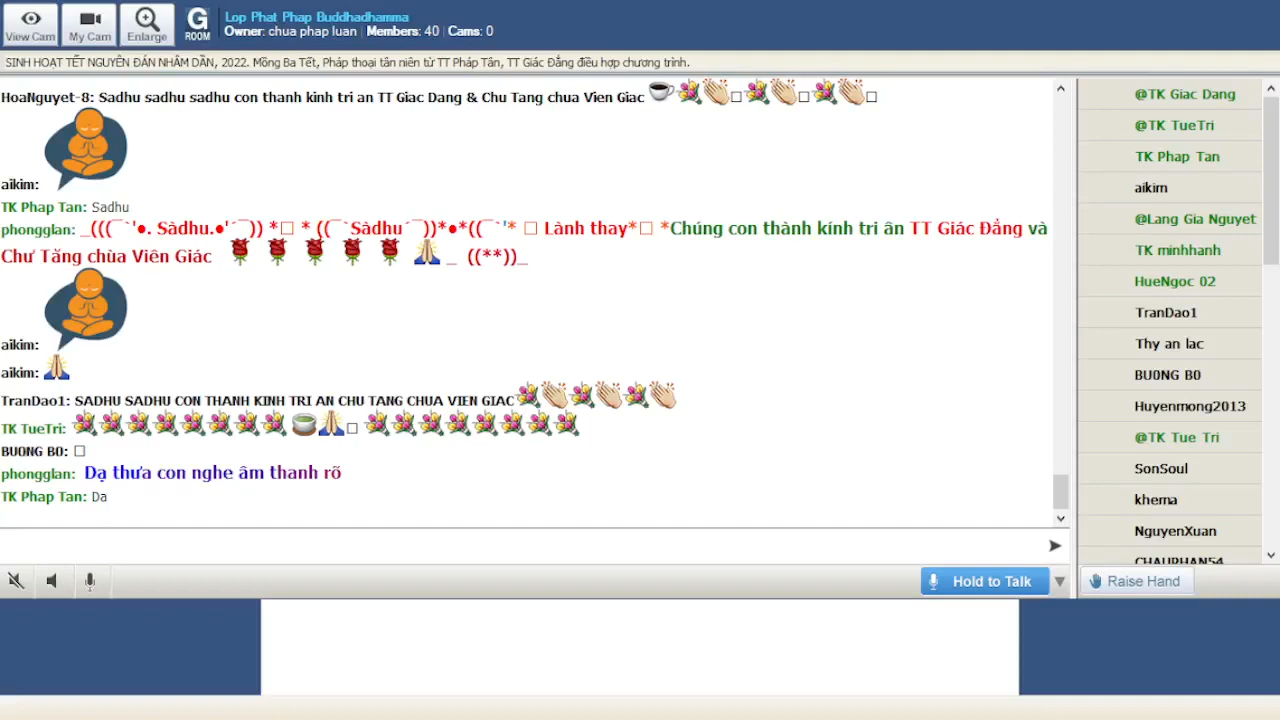 View Cam
My Cam
Enlarge
G
ROOM
Lop Phat Phap Buddhadhamma
Owner: chua phap luan | Members: 40 | Cams: 0
SINH HOẠT TẾT NGUYÊN ĐÁN NHÂM DẦN, 2022. Mồng Ba Tết, Pháp thoại tân niên từ TT Pháp Tân, TT Giác Đẳng điều hợp chương trình.
HoaNguyet-8: Sadhu sadhu sadhu con thanh kinh tri an TT Giac Dang & Chu Tang chua Vien Giac
aikim:
TK Phap Tan: Sadhu
phongglan: _(((¯`'●. Sàdhu.●'´¯)) *□ * ((¯`Sàdhu´¯))*●*((¯`'* □ Lành thay*□ *Chúng con thành kính tri ân TT Giác Đẳng và
Chư Tăng chùa Viên Giác _ ((**))_
aikim:
aikim:
TranDao1: SADHU SADHU CON THANH KINH TRI AN CHU TANG CHUA VIEN GIAC
TK TueTri:
BUONG BO: □
phongglan: Dạ thưa con nghe âm thanh rõ
TK Phap Tan: Da
Hold to Talk
@TK Giac Dang
@TK TueTri
TK Phap Tan
aikim
@Lang Gia Nguyet
TK minhhanh
HueNgoc 02
TranDao1
Thy an lac
BUONG BO
Huyenmong2013
@TK Tue Tri
SonSoul
khema
NguyenXuan
CHAUPHAN54
Raise Hand